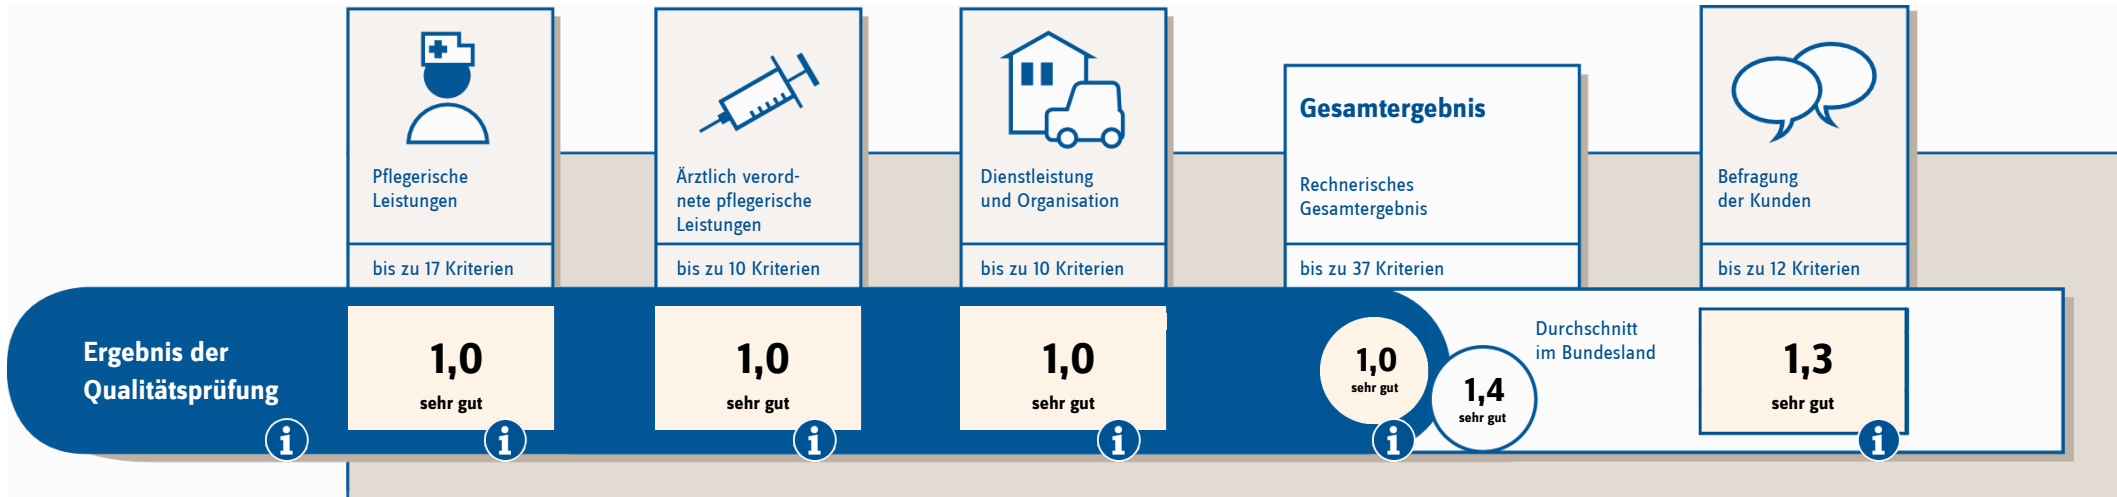 Pflegerische
Leistungen
bis zu 17 Kriterien
Ärztlich verord-
nete pflegerische
Leistungen
bis zu 10 Kriterien
Dienstleistung
und Organisation
bis zu 10 Kriterien
Gesamtergebnis
Rechnerisches
Gesamtergebnis
bis zu 37 Kriterien
Befragung
der Kunden
bis zu 12 Kriterien
Ergebnis der
Qualitätsprüfung
i
1,0
sehr gut
i
1,0
sehr gut
i
1,0
sehr gut
i
1,0
sehr gut
i
1,4
sehr gut
Durchschnitt
im Bundesland
1,3
sehr gut
i